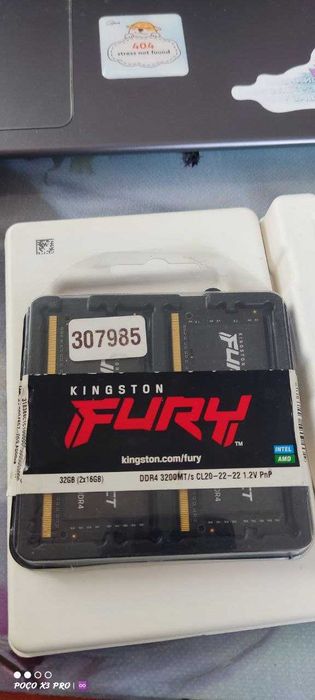 404
stress not found
307985
KINGSTON
FURY™
kingston.com/fury
INTEL
AMD
32GB (2x16GB)
DDR4 3200MT/s CL20-22-22 1.2V PnP
POCO X3 PRO |